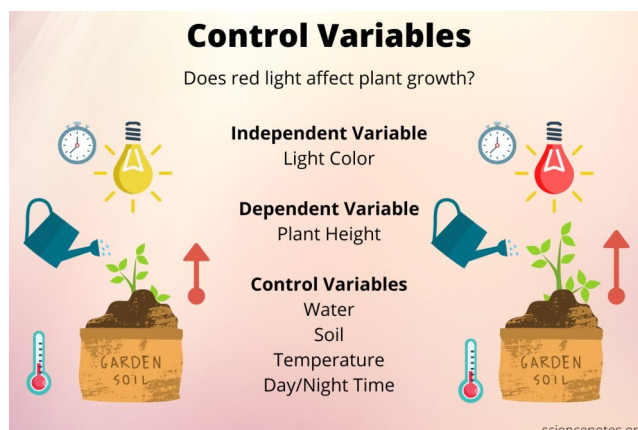 Control Variables
Does red light affect plant growth?
Independent Variable
Light Color
Dependent Variable
Plant Height
Control Variables
Water
Soil
Temperature
Day/Night Time
GARDEN
SOIL
GARDEN
SOIL